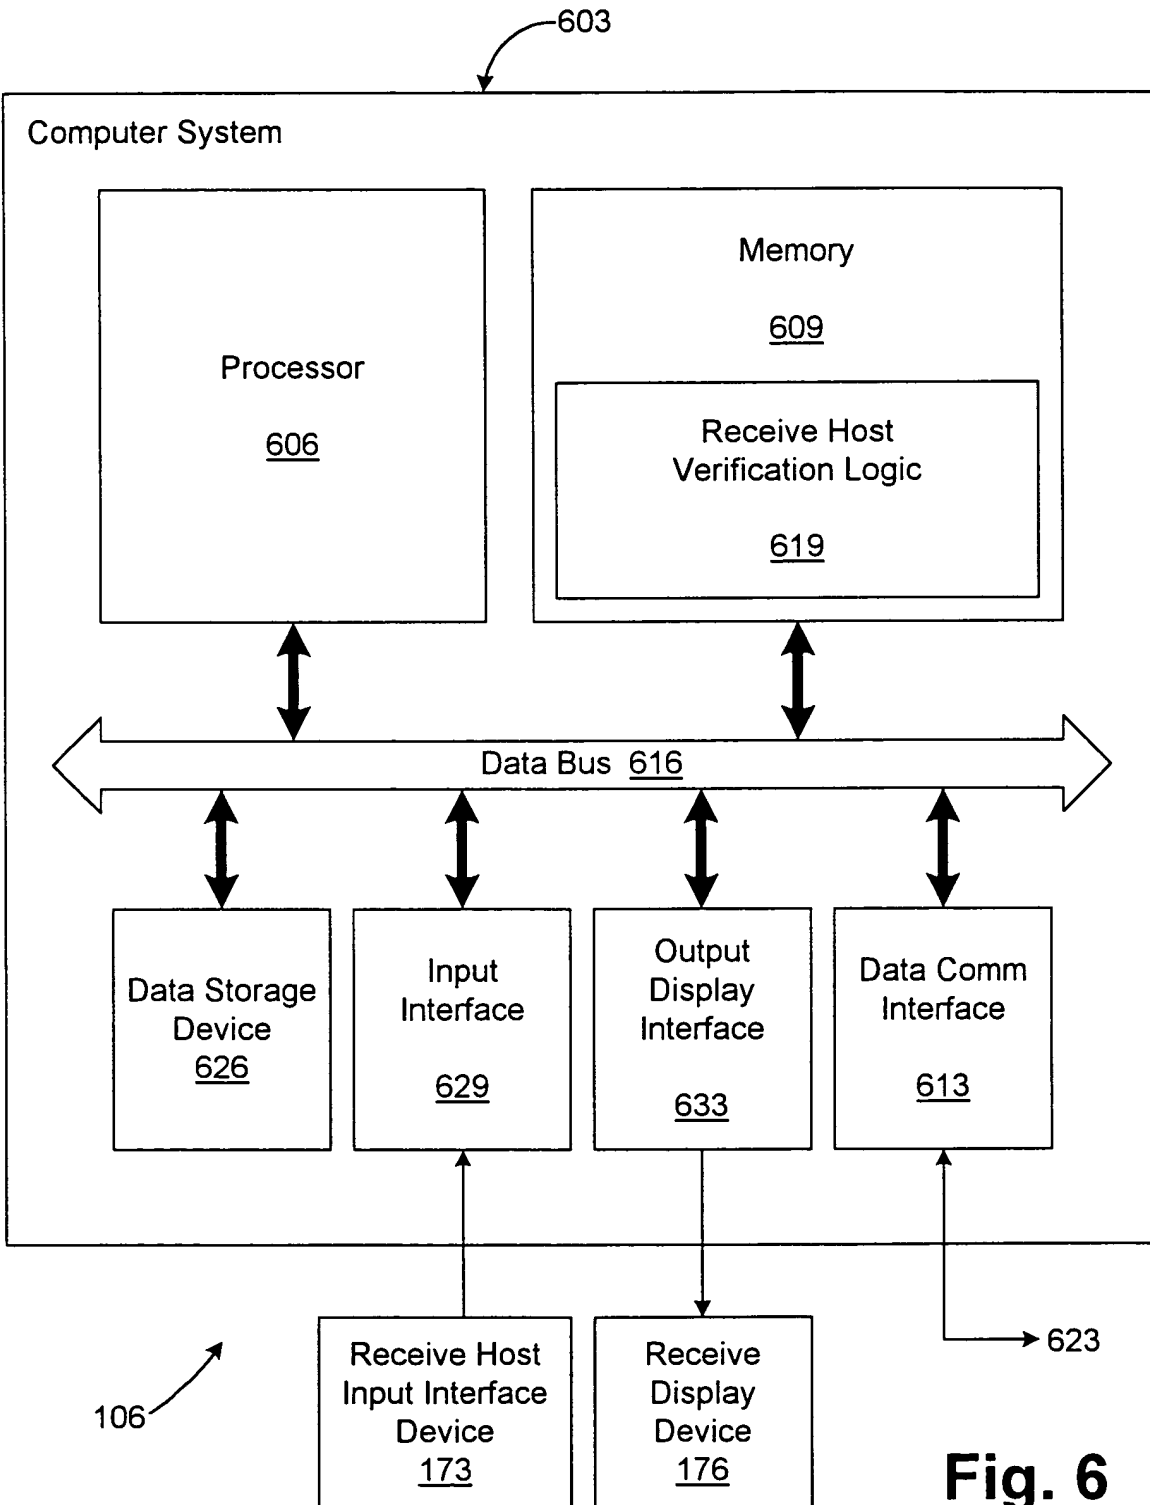 603
Computer System
Processor
606
Memory
609
Receive Host
Verification Logic
619
Data Bus 616
Data Storage
Device
626
Input
Interface
629
Output
Display
Interface
633
Data Comm
Interface
613
106
Receive Host
Input Interface
Device
173
Receive
Display
Device
176
623
Fig. 6